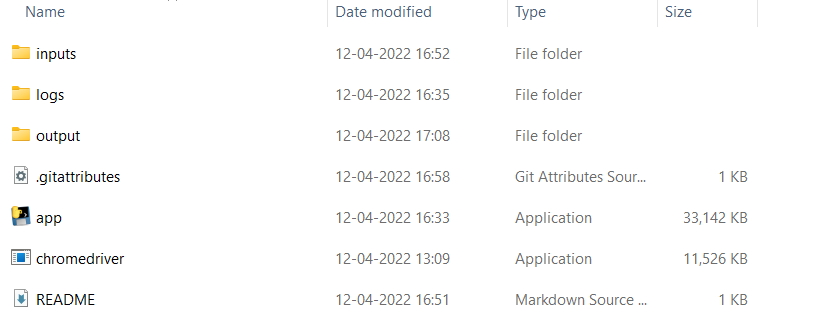 Name Date modified Type Size
inputs 12-04-2022 16:52 File folder
logs 12-04-2022 16:35 File folder
output 12-04-2022 17:08 File folder
.gitattributes 12-04-2022 16:58 Git Attributes Sour... 1 KB
app 12-04-2022 16:33 Application 33,142 KB
chromedriver 12-04-2022 13:09 Application 11,526 KB
README 12-04-2022 16:51 Markdown Source ... 1 KB